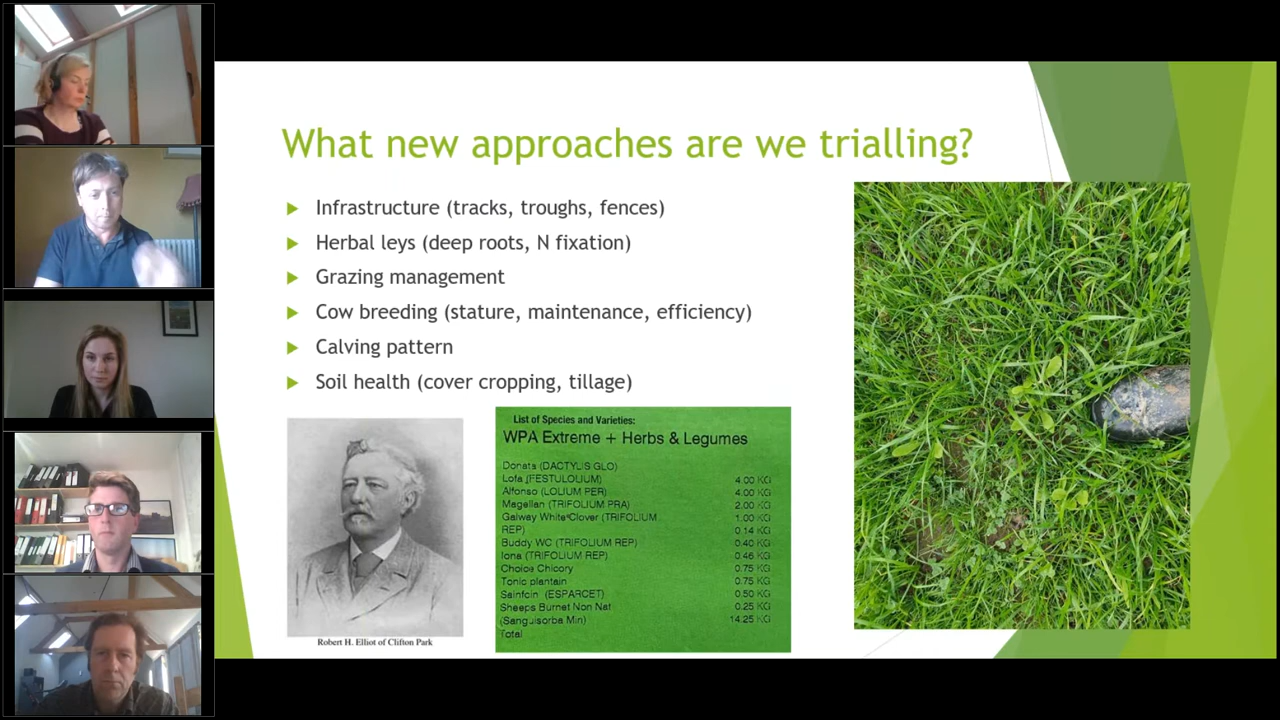 What new approaches are we trialling?
Infrastructure (tracks, troughs, fences)
Herbal leys (deep roots, N fixation)
Grazing management
Cow breeding (stature, maintenance, efficiency)
Calving pattern
Soil health (cover cropping, tillage)
Robert H. Elliot of Clifton Park
List of Species and Varieties:
WPA Extreme + Herbs & Legumes
Donata (DACTYLIS GLO)
Lofa (FESTULOLIUM) 4.00 KG
Alfonso (LOLIUM PER) 4.00 KG
Magellan (TRIFOLIUM PRA) 2.00 KG
Galway White Clover (TRIFOLIUM 1.00 KG
REP) 0.14 KG
Buddy WC (TRIFOLIUM REP) 0.40 KG
Iona (TRIFOLIUM REP) 0.46 KG
Choice Chicory 0.75 KG
Tonic plantain 0.75 KG
Sainfoin (ESPARCET) 0.50 KG
Sheeps Burnet Non Nat 0.25 KG
(Sanguisorba Min) 14.25 KG
Total